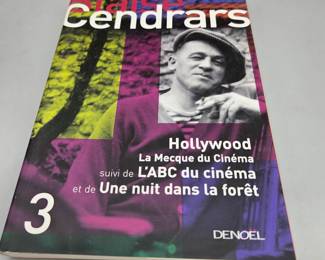 Blaise
Cendrars
Hollywood
La Mecque du Cinéma
suivi de L'ABC du cinéma
et de Une nuit dans la forêt
3
DENOËL